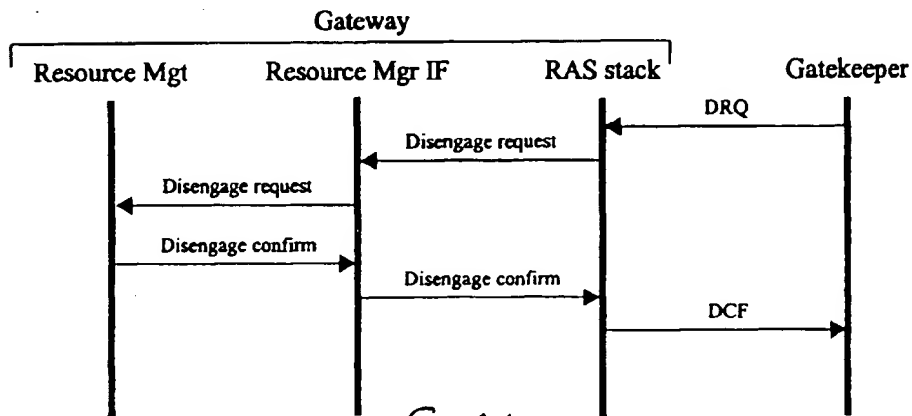 Gateway
Resource Mgt Resource Mgr IF RAS stack Gatekeeper
DRQ
Disengage request
Disengage request
Disengage confirm
Disengage confirm
DCF